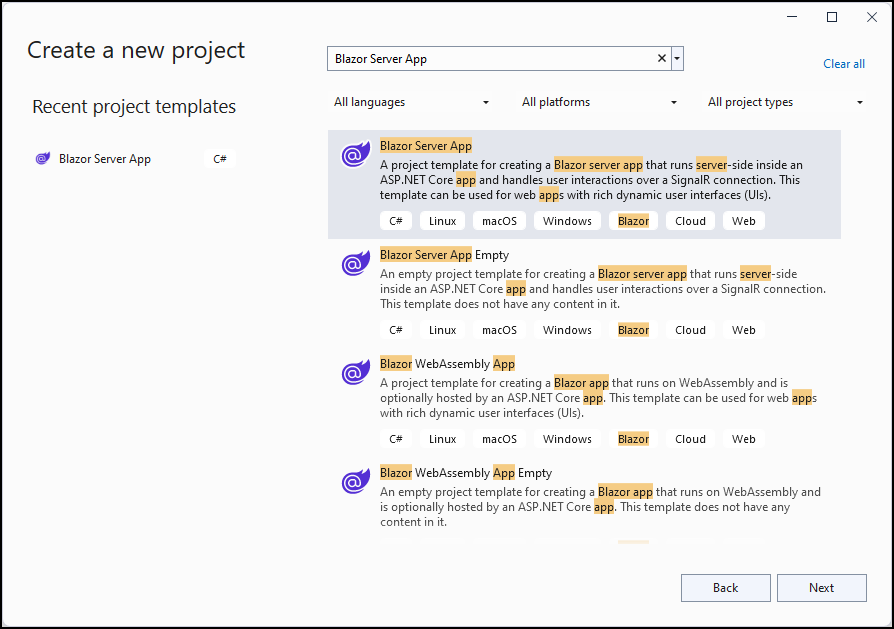 Create a new project
Recent project templates
Blazor Server App
C#
Blazor Server App
Clear all
All languages
All platforms
All project types
Blazor Server App
A project template for creating a Blazor server app that runs server-side inside an
ASP.NET Core app and handles user interactions over a SignalR connection. This
template can be used for web apps with rich dynamic user interfaces (UIs).
C# Linux macOS Windows Blazor Cloud Web
Blazor Server App Empty
An empty project template for creating a Blazor server app that runs server-side
inside an ASP.NET Core app and handles user interactions over a SignalR connection.
This template does not have any content in it.
C# Linux macOS Windows Blazor Cloud Web
Blazor WebAssembly App
A project template for creating a Blazor app that runs on WebAssembly and is
optionally hosted by an ASP.NET Core app. This template can be used for web apps
with rich dynamic user interfaces (UIs).
C# Linux macOS Windows Blazor Cloud Web
Blazor WebAssembly App Empty
An empty project template for creating a Blazor app that runs on WebAssembly and
is optionally hosted by an ASP.NET Core app. This template does not have any
content in it.
Back
Next